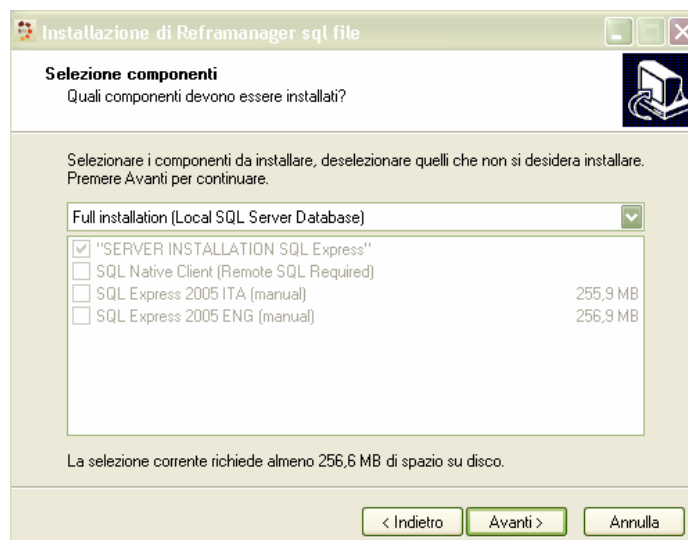 Installazione di Reframanager sql file
Selezione componenti
Quali componenti devono essere installati?
Selezionare i componenti da installare, deselezionare quelli che non si desidera installare.
Premere Avanti per continuare.
Full installation (Local SQL Server Database)
"SERVER INSTALLATION SQL Express"
SQL Native Client (Remote SQL Required)
SQL Express 2005 ITA (manual) 255,9 MB
SQL Express 2005 ENG (manual) 256,9 MB
La selezione corrente richiede almeno 256,6 MB di spazio su disco.
< Indietro Avanti > Annulla